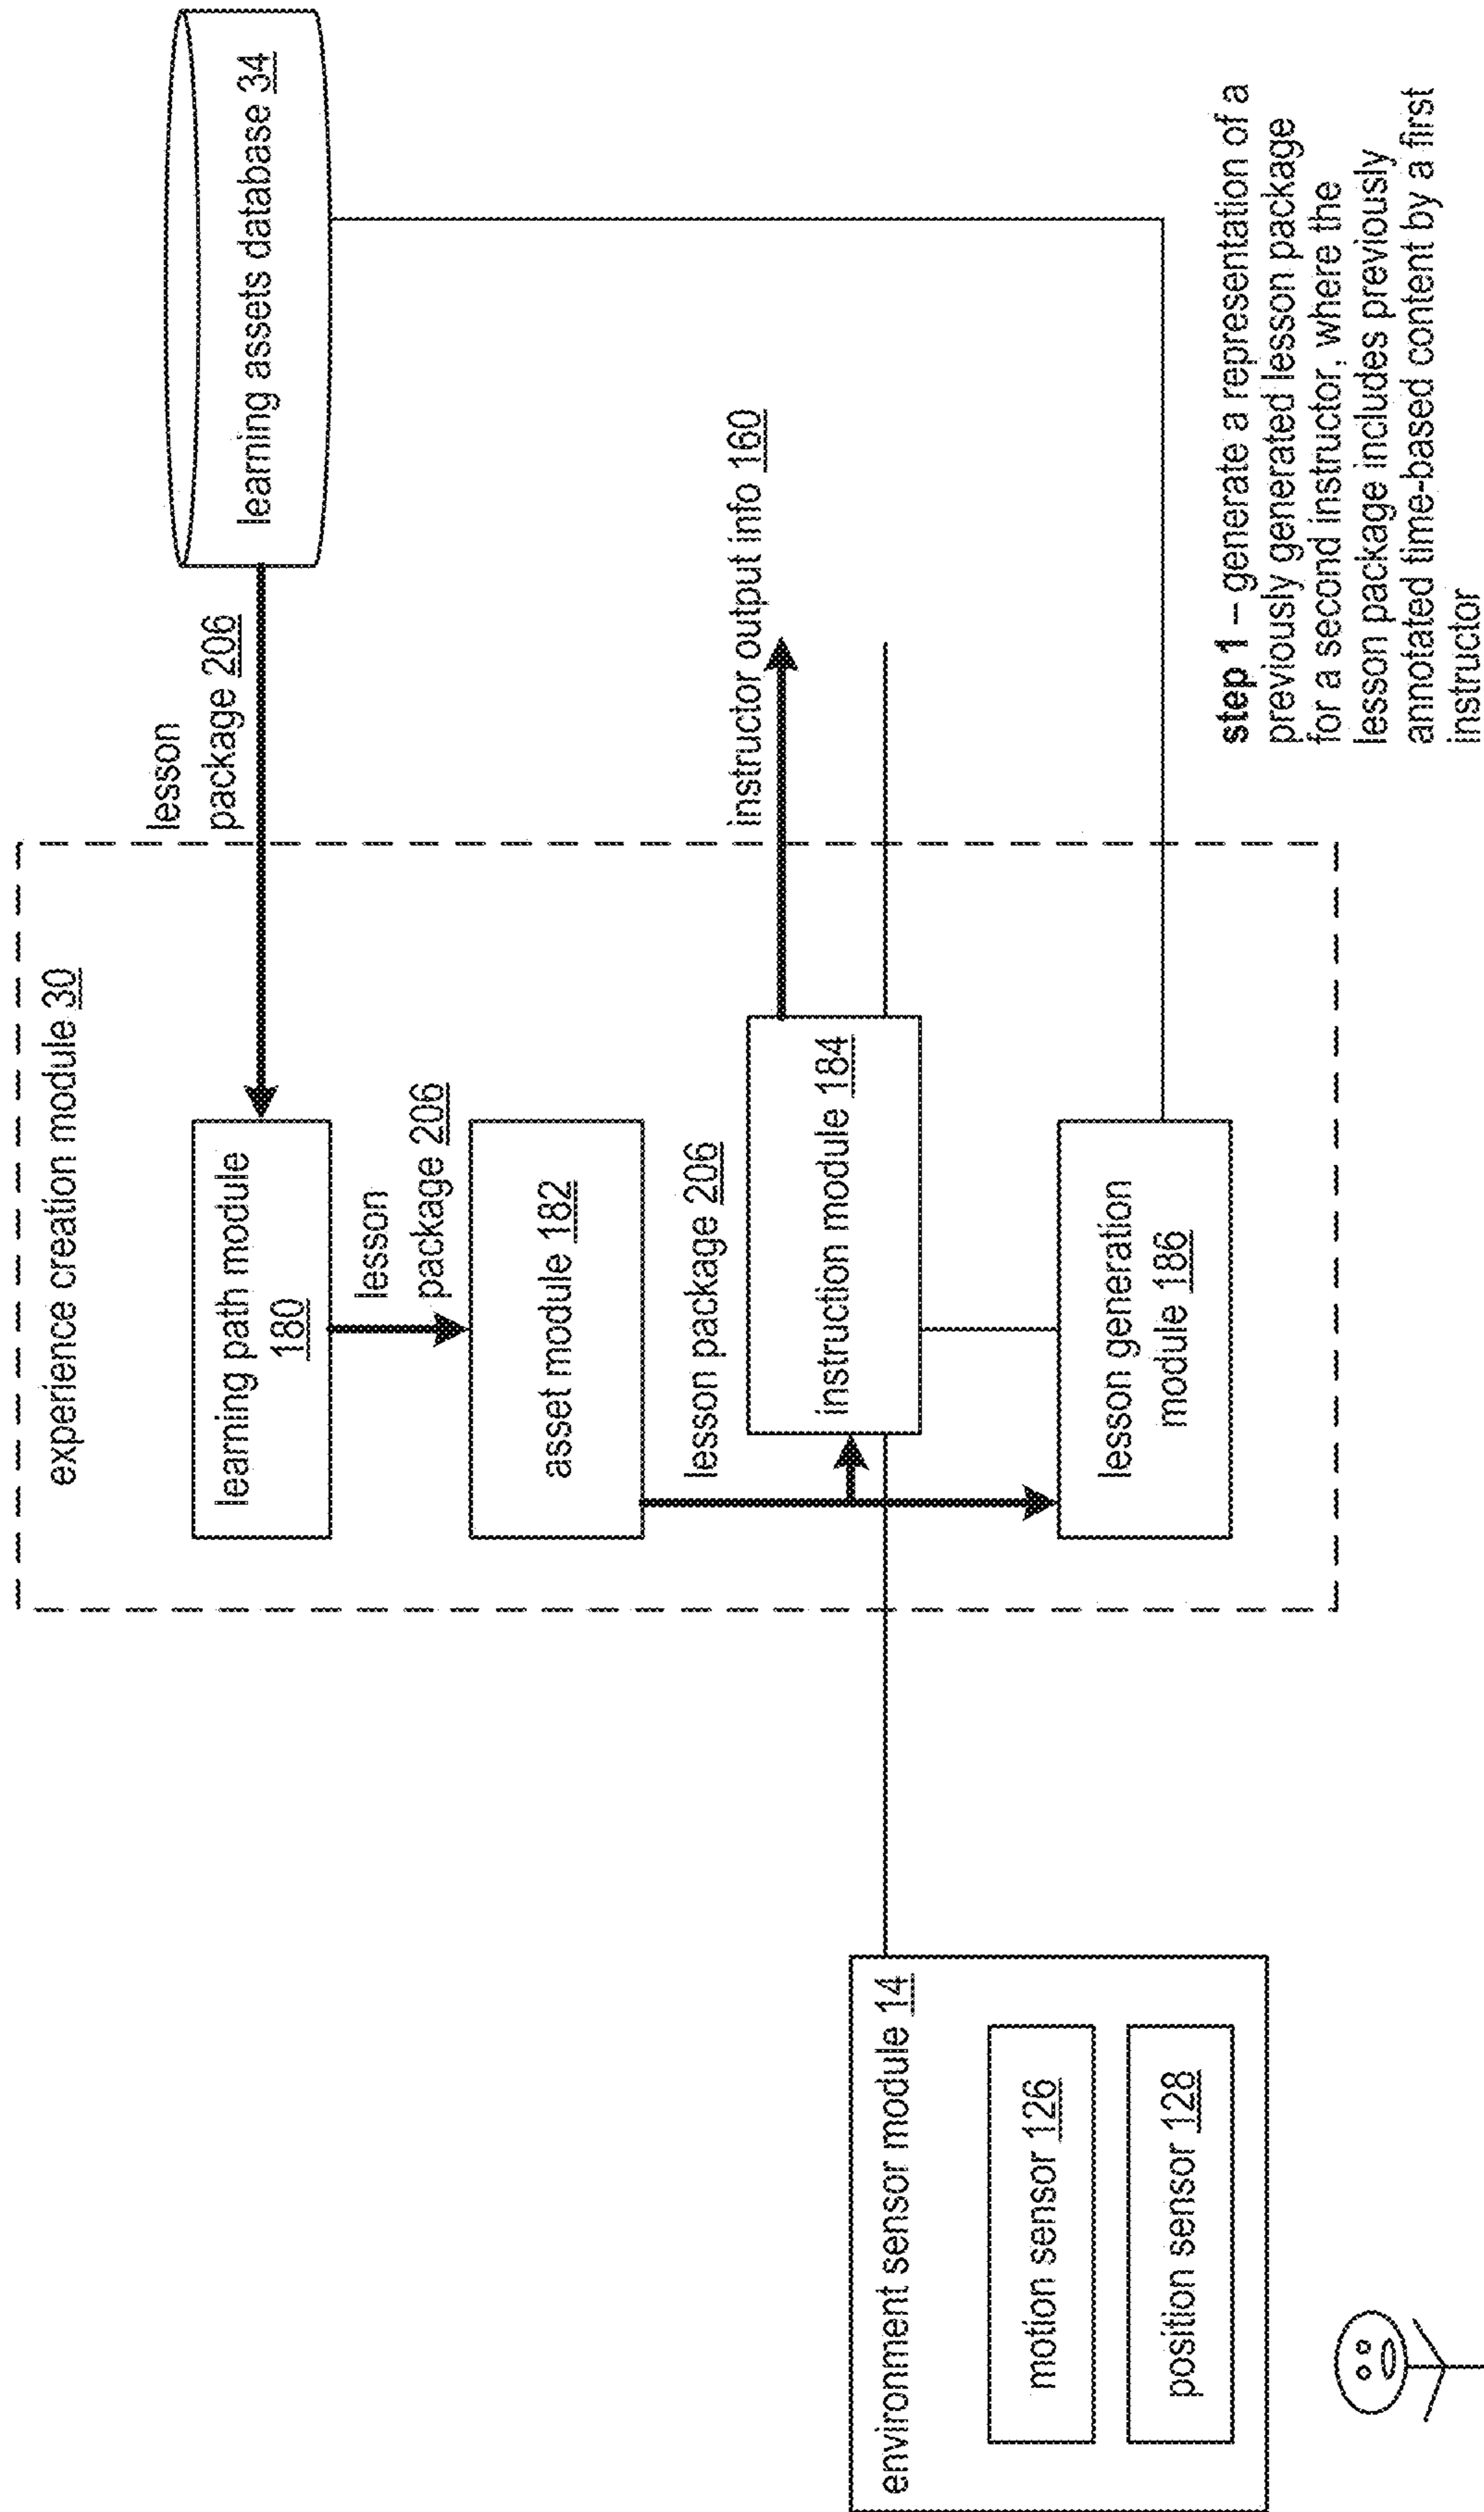 experience creation module 30
learning path module
180
lesson
package 206
learning assets database 34
lesson
package 206
asset module 182
lesson package 206
instruction module 184
instructor output info 160
lesson generation
module 186
environment sensor module 14
motion sensor 126
position sensor 128
step 1 – generate a representation of a
previously generated lesson package
for a second instructor, where the
lesson package includes previously
annotated time-based content by a first
instructor